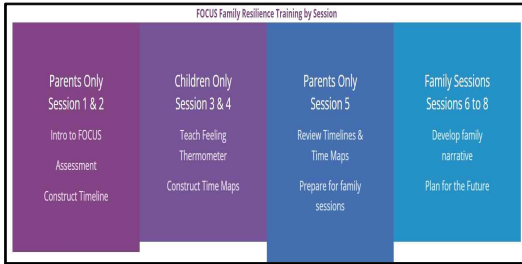 FOCUS Family Resilience Training by Session
Parents Only
Session 1 & 2
Intro to FOCUS
Assessment
Construct Timeline
Children Only
Session 3 & 4
Teach Feeling
Thermometer
Construct Time Maps
Parents Only
Session 5
Review Timelines &
Time Maps
Prepare for family
sessions
Family Sessions
Sessions 6 to 8
Develop family
narrative
Plan for the Future